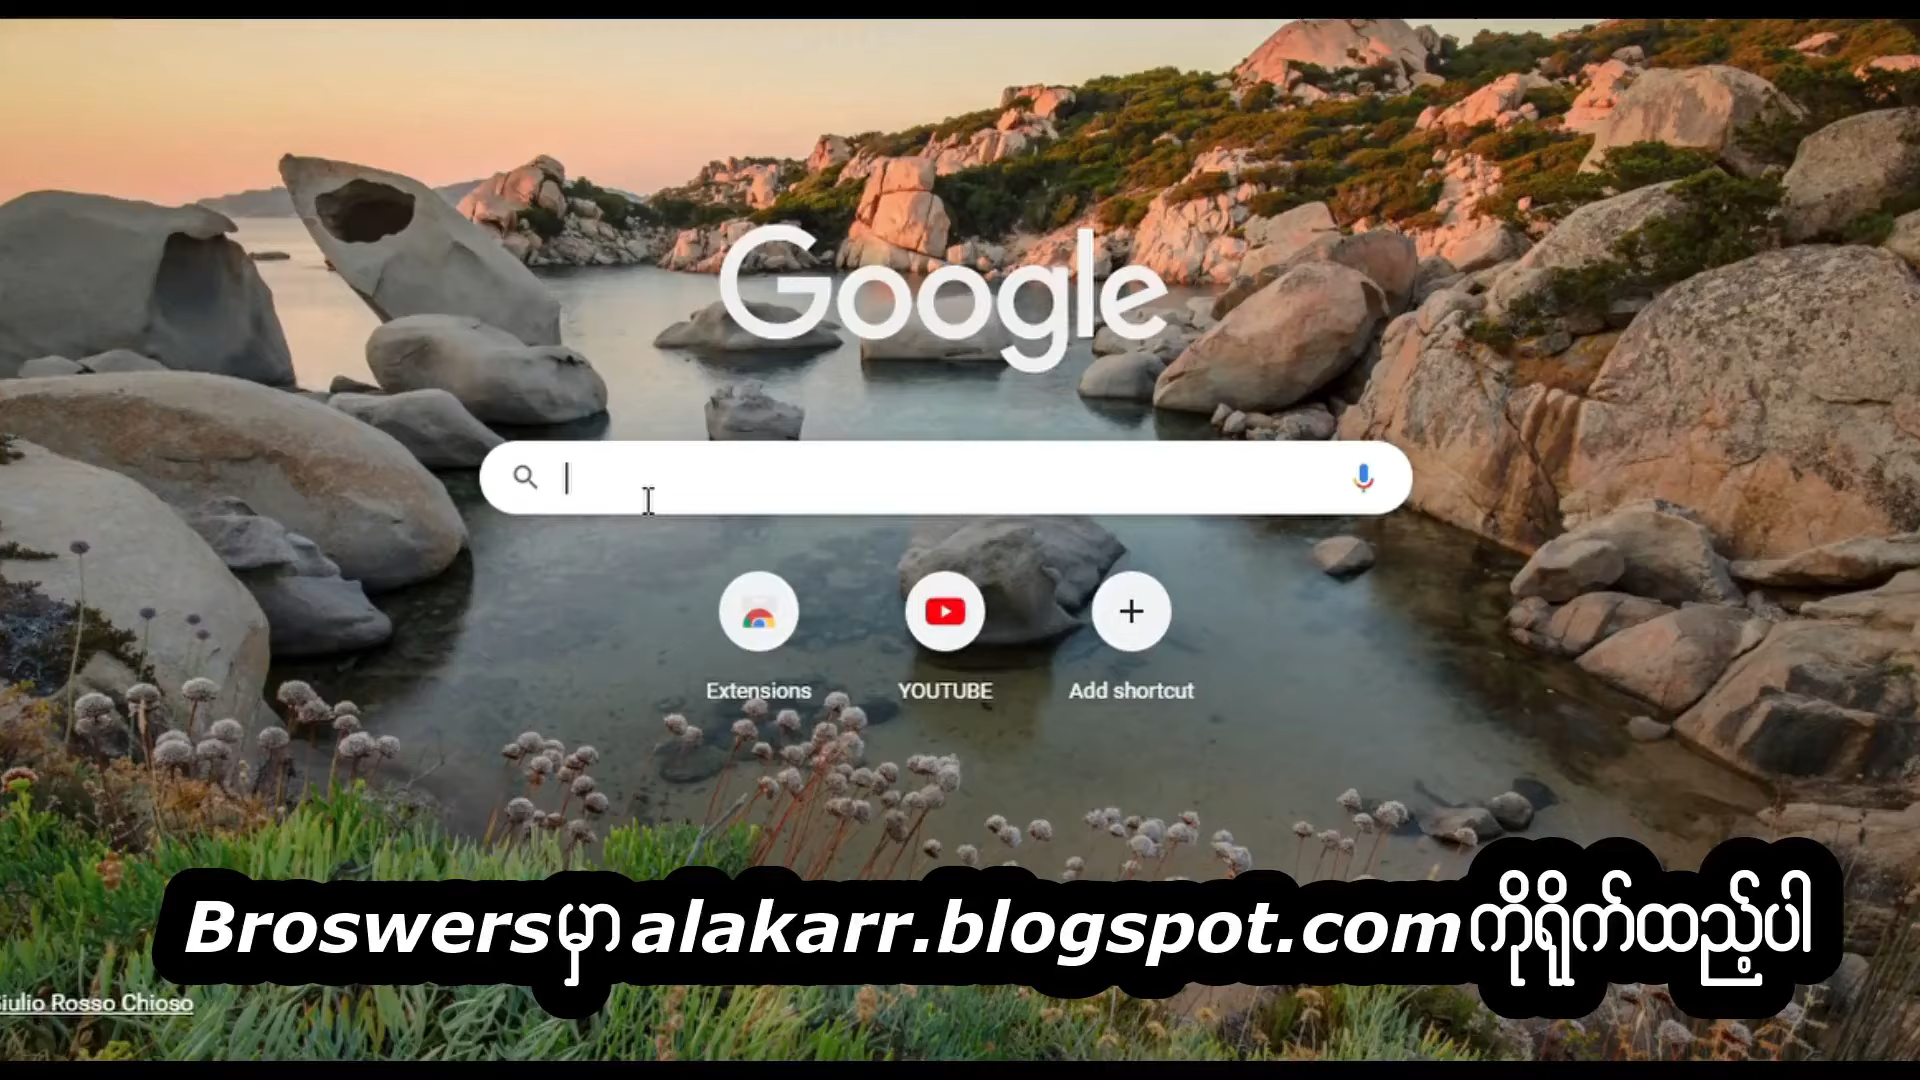 Google
Extensions
YOUTUBE
Add shortcut
Broswersမှာ alakarr.blogspot.comကိုရိုက်ထည့်ပါ
iulio Rosso Chioso